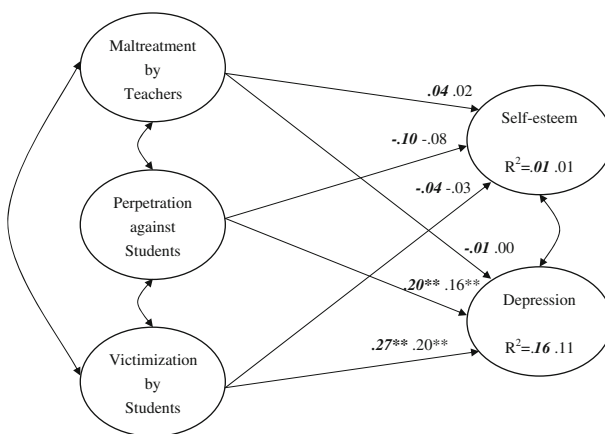 Maltreatment
by
Teachers
.04 .02
Self-esteem
R²=.01 .01
-.10 -.08
-.04 -.03
Perpetration
against
Students
-.01 .00
.20** .16**
Depression
R²=.16 .11
.27** .20**
Victimization
by
Students